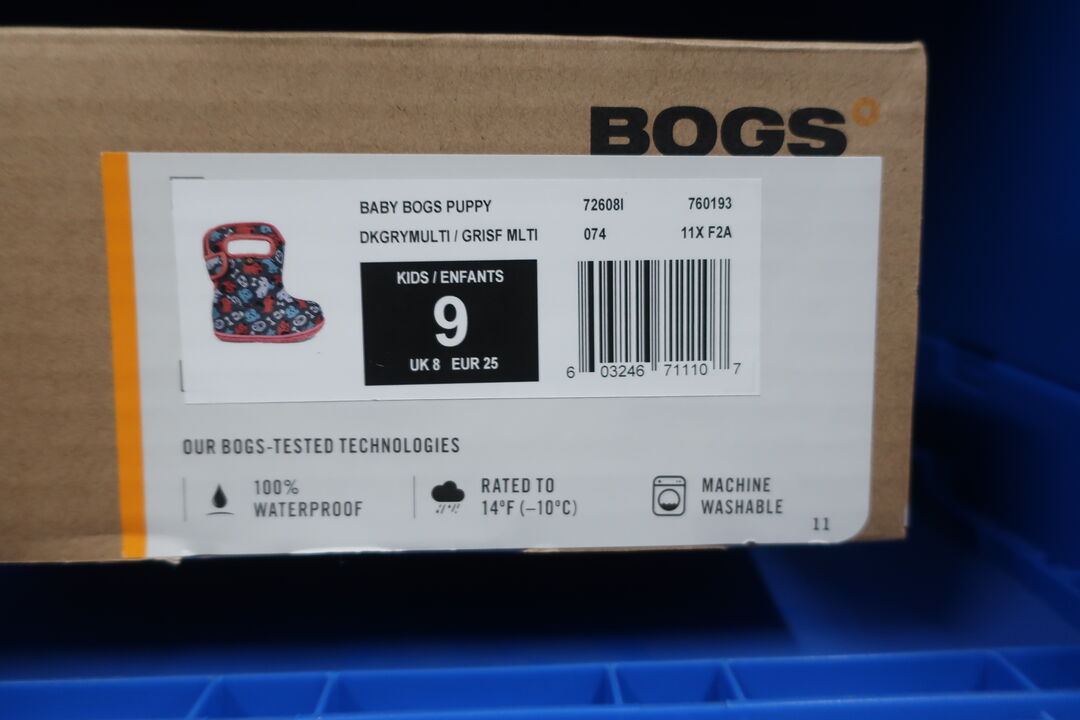 BOGS
BABY BOGS PUPPY 72608I 760193
DKGRYMULTI / GRISF MLTI 074 11X F2A
KIDS / ENFANTS
9
UK 8 EUR 25
6 03246 71110 7
OUR BOGS-TESTED TECHNOLOGIES
100% WATERPROOF
RATED TO 14°F (–10°C)
MACHINE WASHABLE
11